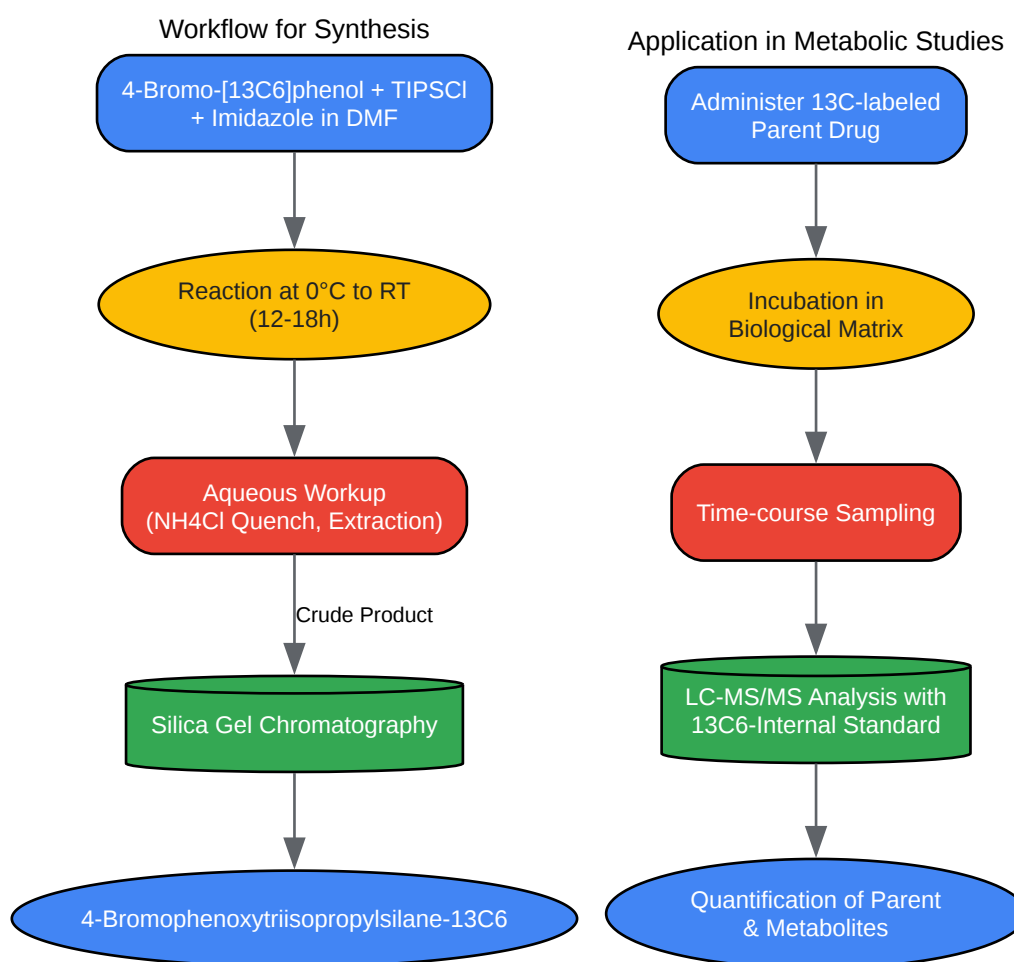 Workflow for Synthesis
4-Bromo-[13C6]phenol + TIPSCl
+ Imidazole in DMF
Reaction at 0°C to RT
(12-18h)
Aqueous Workup
(NH4Cl Quench, Extraction)
Crude Product
Silica Gel Chromatography
4-Bromophenoxytriisopropylsilane-13C6
Application in Metabolic Studies
Administer 13C-labeled
Parent Drug
Incubation in
Biological Matrix
Time-course Sampling
LC-MS/MS Analysis with
13C6-Internal Standard
Quantification of Parent
& Metabolites